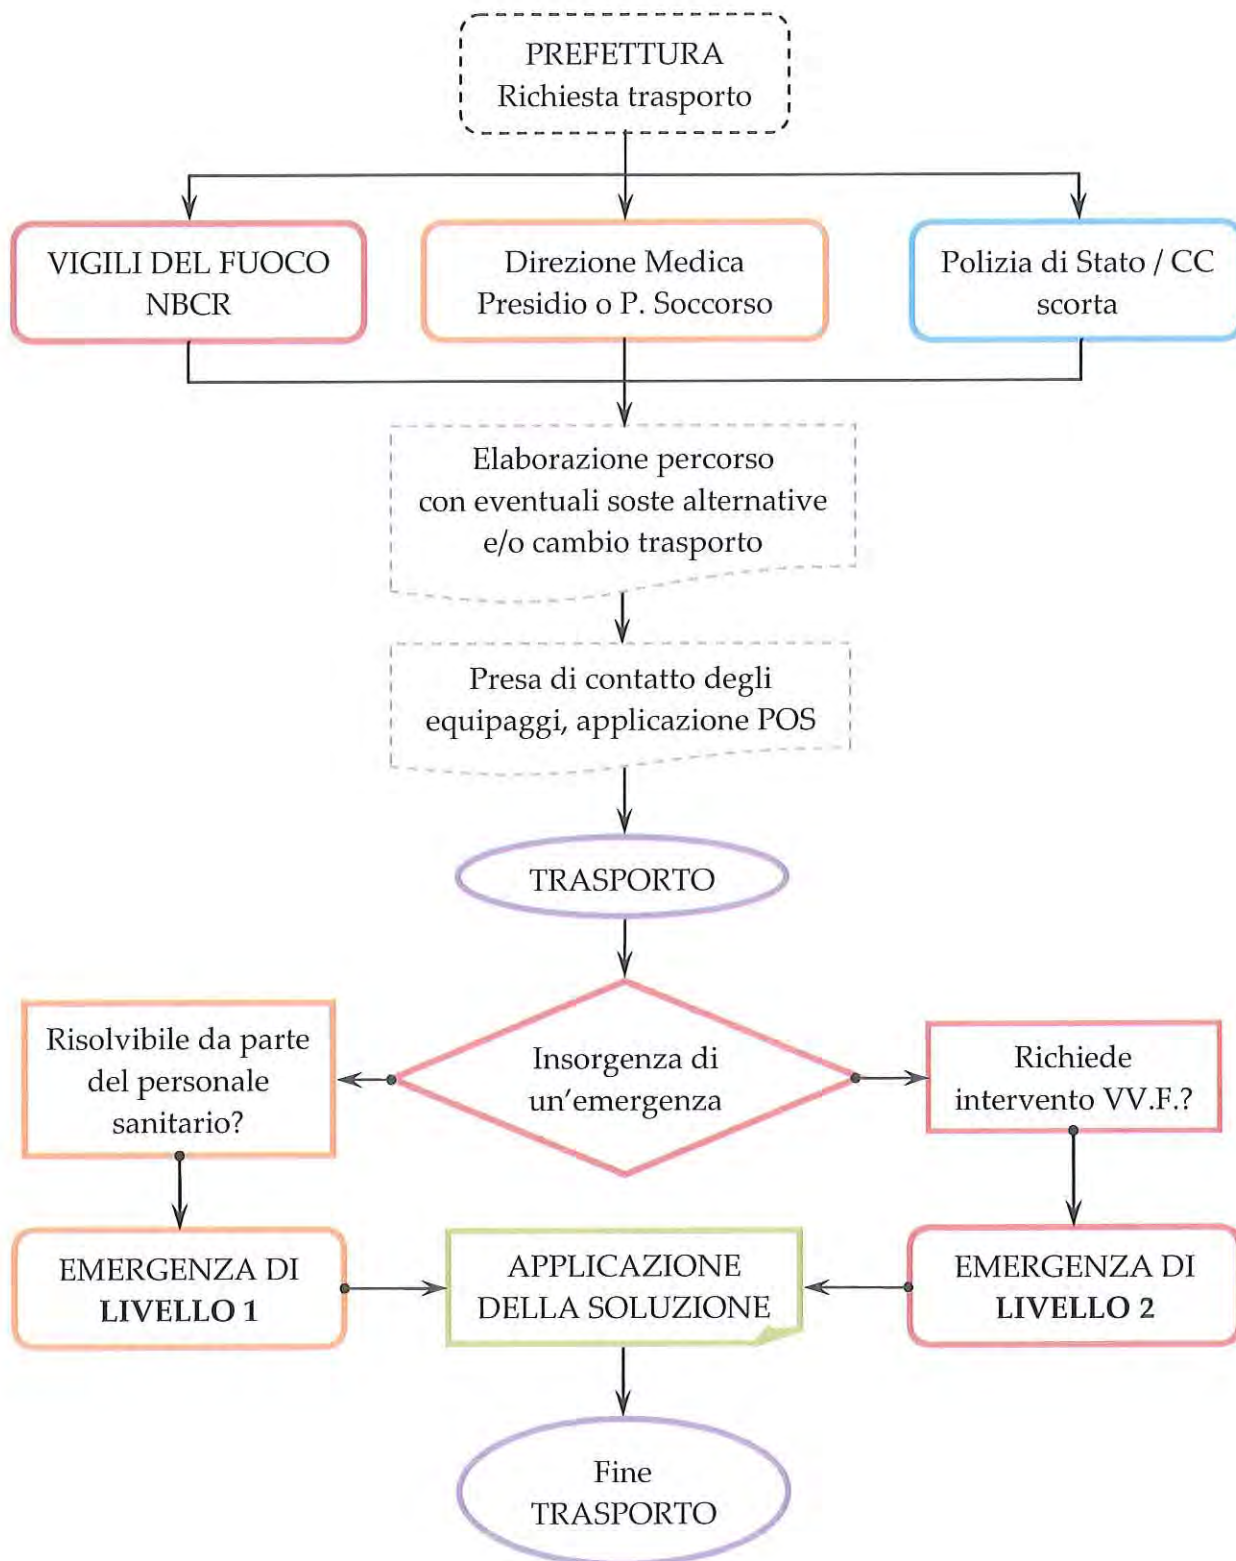 PREFETTURA
Richiesta trasporto
VIGILI DEL FUOCO
NBCR
Direzione Medica
Presidio o P. Soccorso
Polizia di Stato / CC
scorta
Elaborazione percorso
con eventuali soste alternative
e/o cambio trasporto
Presa di contatto degli
equipaggi, applicazione POS
TRASPORTO
Insorgenza di
un'emergenza
Risolvibile da parte
del personale
sanitario?
Richiede
intervento VV.F.?
EMERGENZA DI
LIVELLO 1
APPLICAZIONE
DELLA SOLUZIONE
EMERGENZA DI
LIVELLO 2
Fine
TRASPORTO